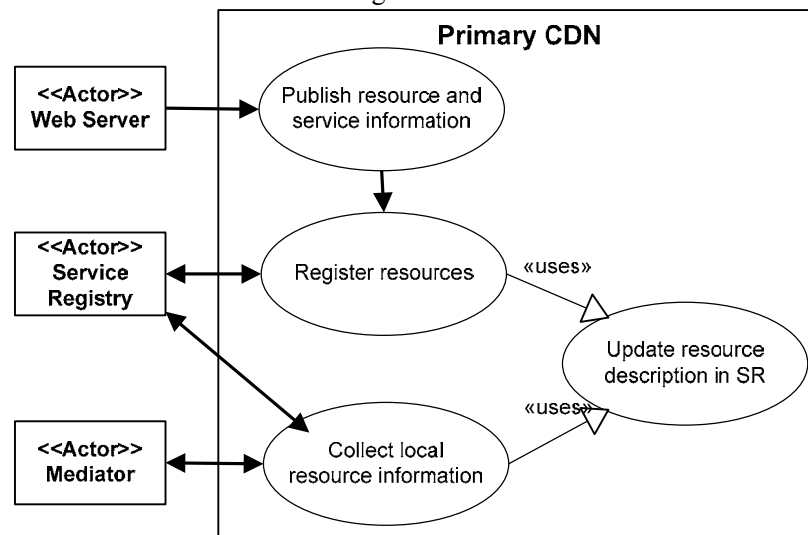 Primary CDN
<<Actor>>
Web Server
Publish resource and
service information
<<Actor>>
Service
Registry
Register resources
«uses»
Update resource
description in SR
«uses»
<<Actor>>
Mediator
Collect local
resource information